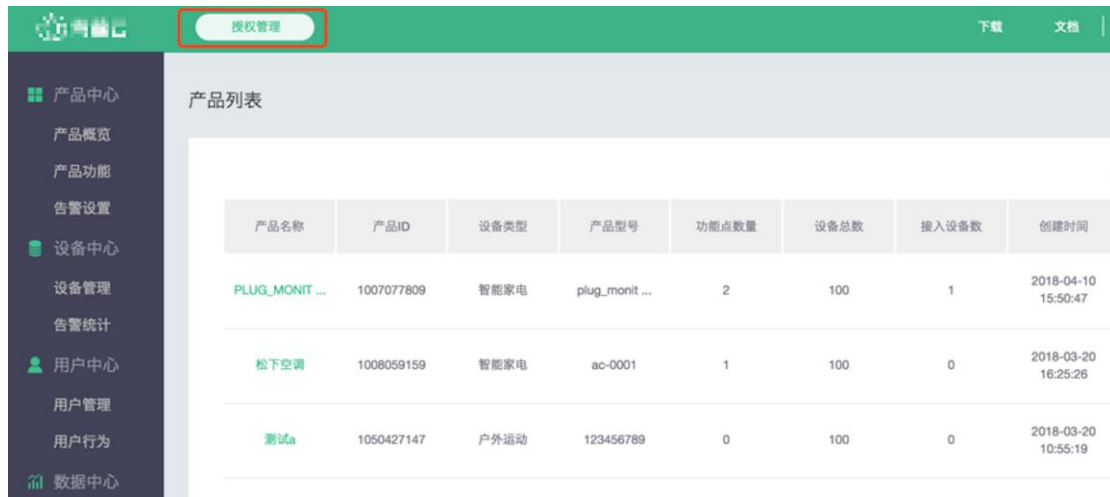 授权管理
下载
文档
产品中心
产品概览
产品功能
告警设置
设备中心
设备管理
告警统计
用户中心
用户管理
用户行为
数据中心
产品列表
产品名称 产品ID 设备类型 产品型号 功能点数量 设备总数 接入设备数 创建时间
PLUG_MONIT ... 1007077809 智能家电 plug_monit ... 2 100 1 2018-04-10
15:50:47
松下空调 1008059159 智能家电 ac-0001 1 100 0 2018-03-20
16:25:26
测试a 1050427147 户外运动 123456789 0 100 0 2018-03-20
10:55:19